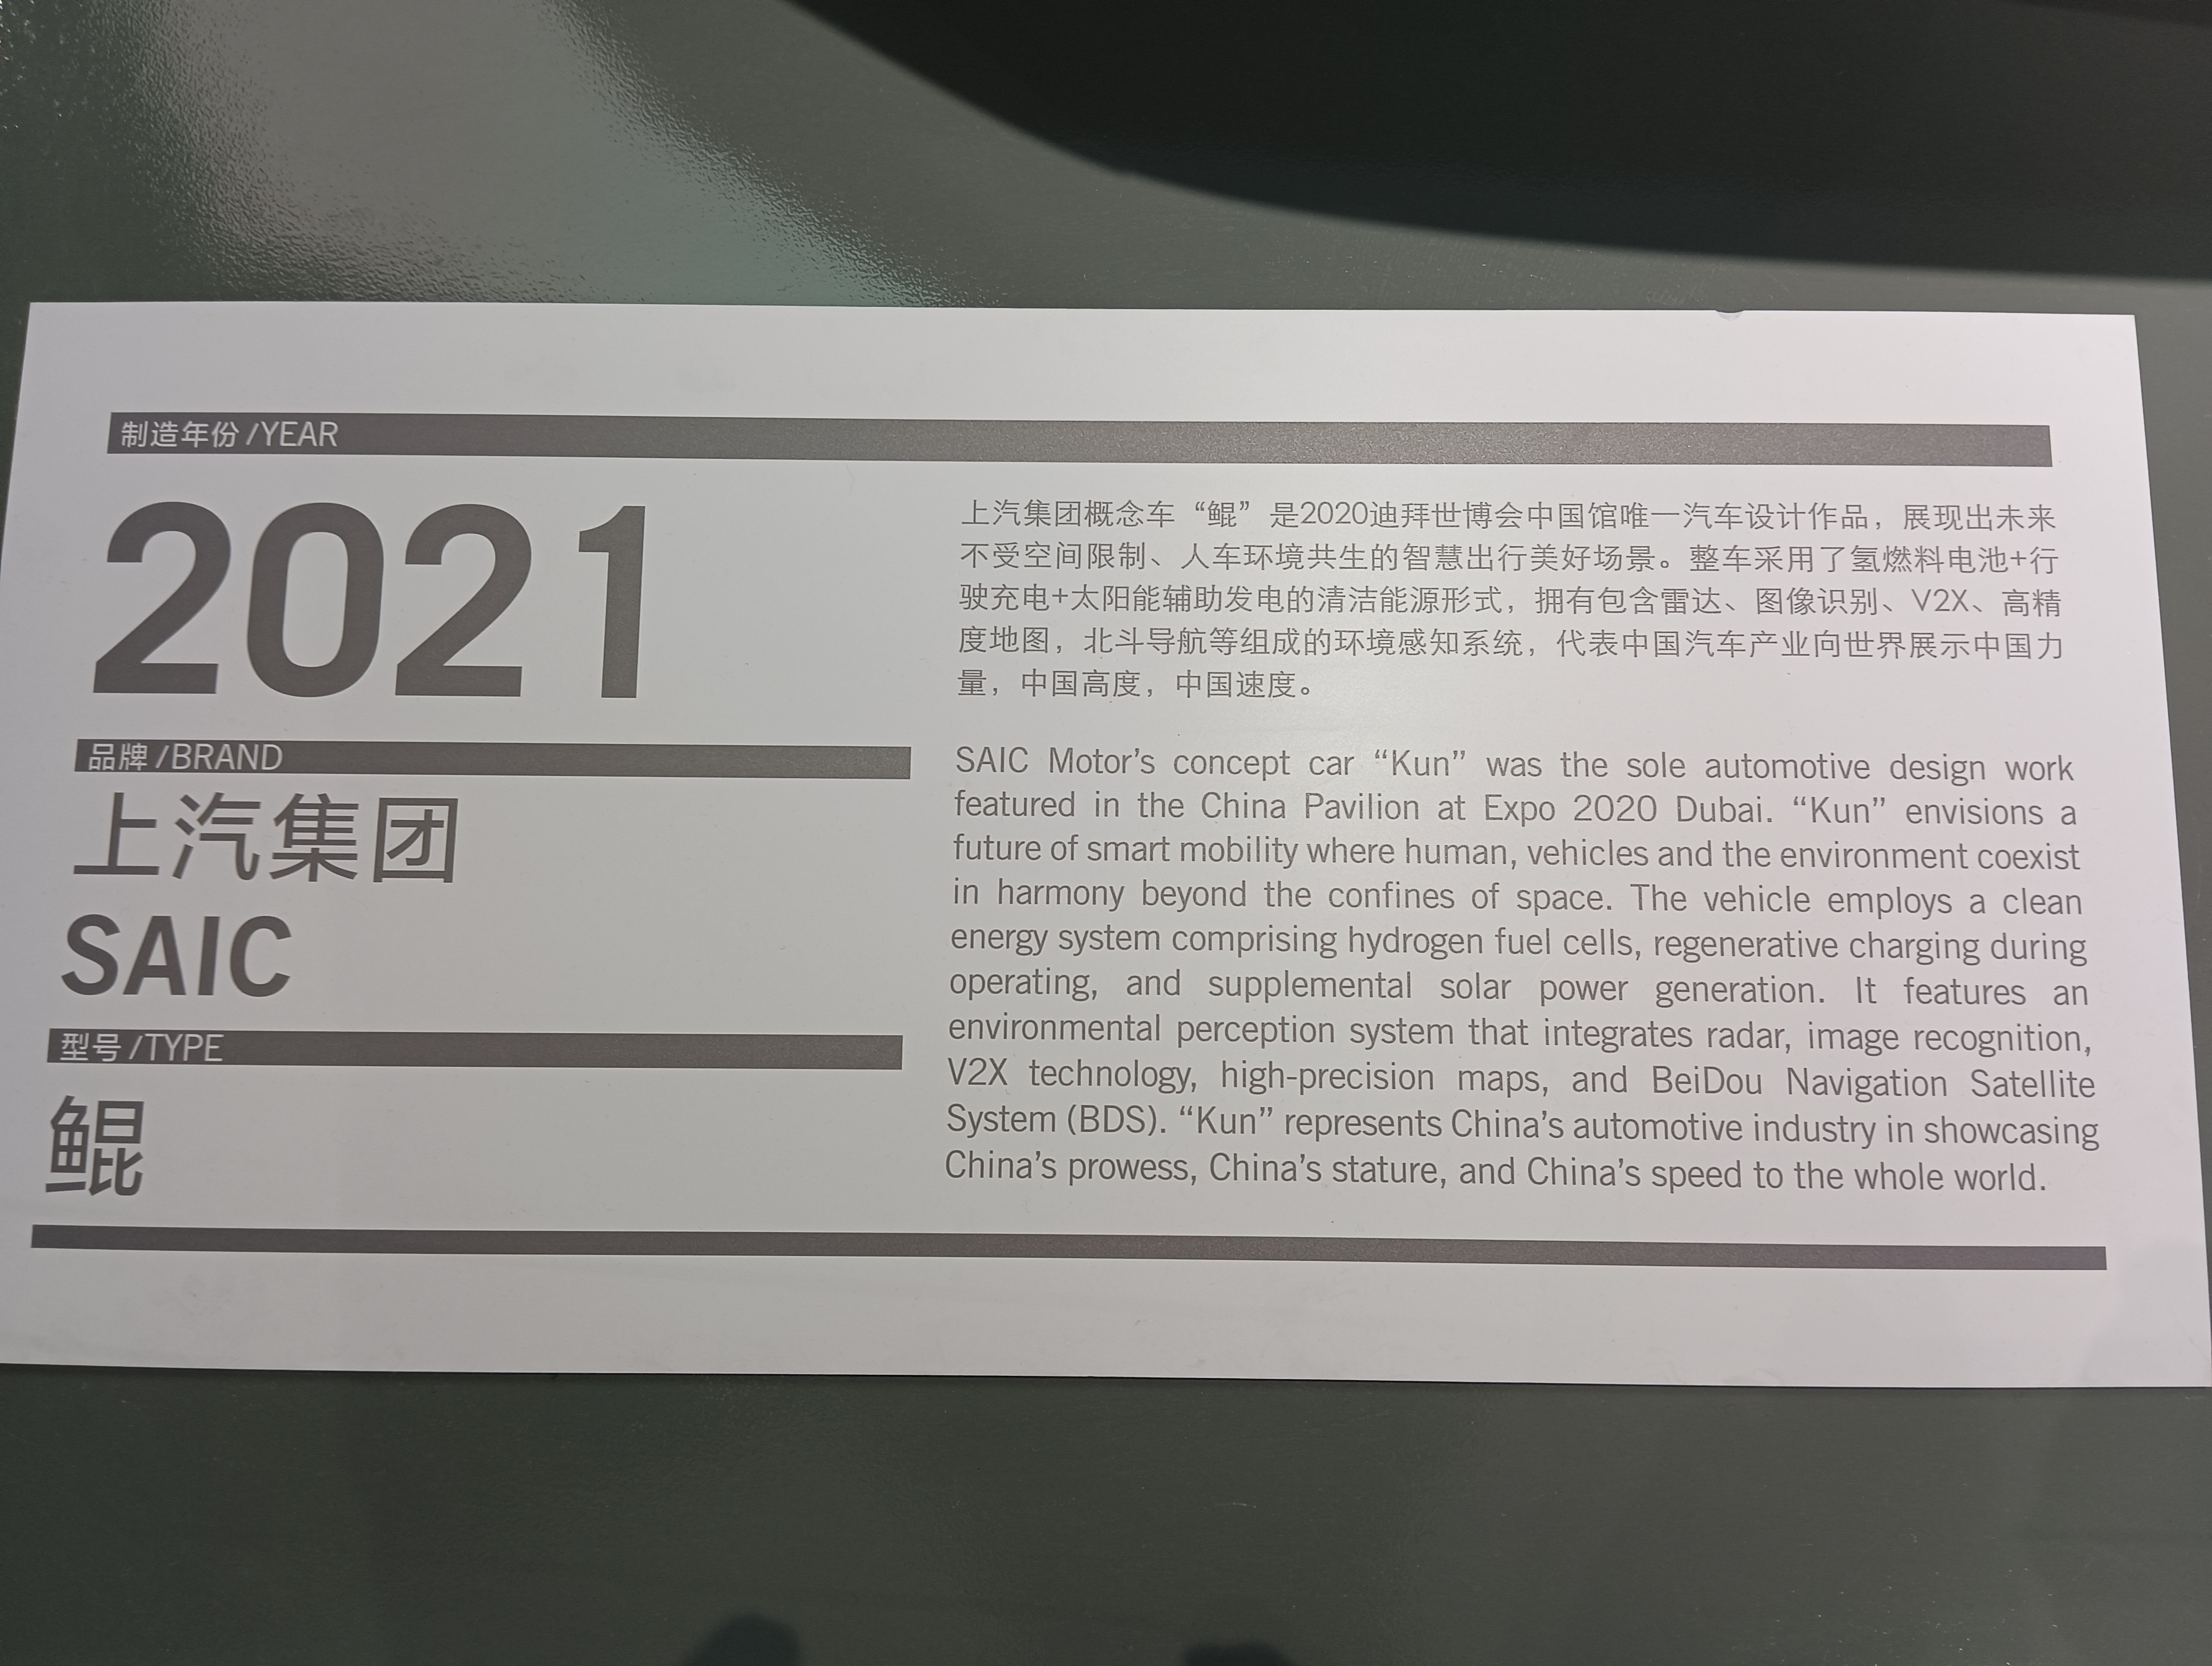 制造年份 /YEAR
2021
品牌 /BRAND
上汽集团
SAIC
型号 /TYPE
鲲
上汽集团概念车“鲲”是2020迪拜世博会中国馆唯一汽车设计作品，展现出未来
不受空间限制、人车环境共生的智慧出行美好场景。整车采用了氢燃料电池+行
驶充电+太阳能辅助发电的清洁能源形式，拥有包含雷达、图像识别、V2X、高精
度地图，北斗导航等组成的环境感知系统，代表中国汽车产业向世界展示中国力
量，中国高度，中国速度。
SAIC Motor’s concept car “Kun” was the sole automotive design work
featured in the China Pavilion at Expo 2020 Dubai. “Kun” envisions a
future of smart mobility where human, vehicles and the environment coexist
in harmony beyond the confines of space. The vehicle employs a clean
energy system comprising hydrogen fuel cells, regenerative charging during
operating, and supplemental solar power generation. It features an
environmental perception system that integrates radar, image recognition,
V2X technology, high-precision maps, and BeiDou Navigation Satellite
System (BDS). “Kun” represents China’s automotive industry in showcasing
China’s prowess, China’s stature, and China’s speed to the whole world.